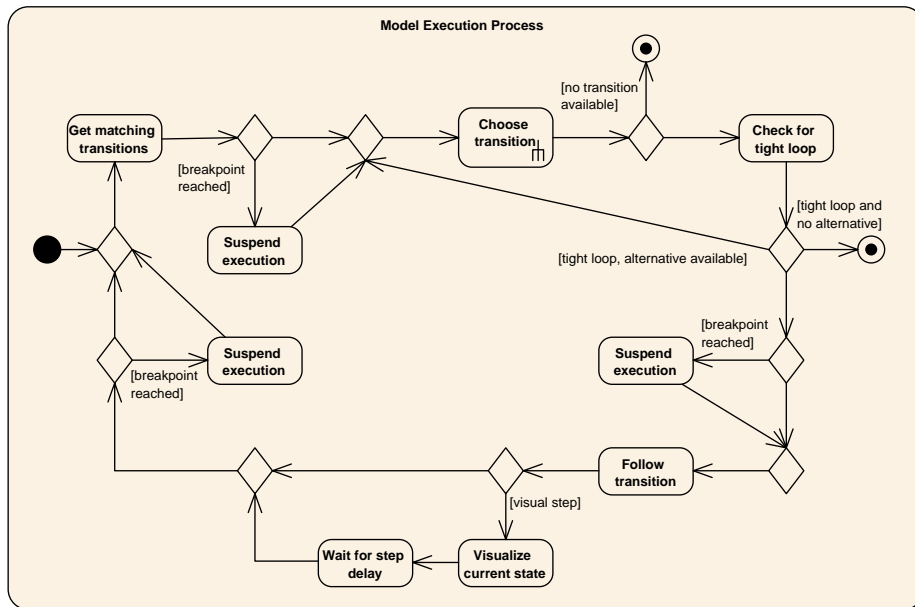 Model Execution Process
[no transition
available]
Get matching
transitions
Choose
transition
Check for
tight loop
[breakpoint
reached]
[tight loop and
no alternative]
Suspend
execution
[tight loop, alternative available]
[breakpoint
reached]
Suspend
execution
Suspend
execution
[breakpoint
reached]
Follow
transition
[visual step]
Wait for step
delay
Visualize
current state